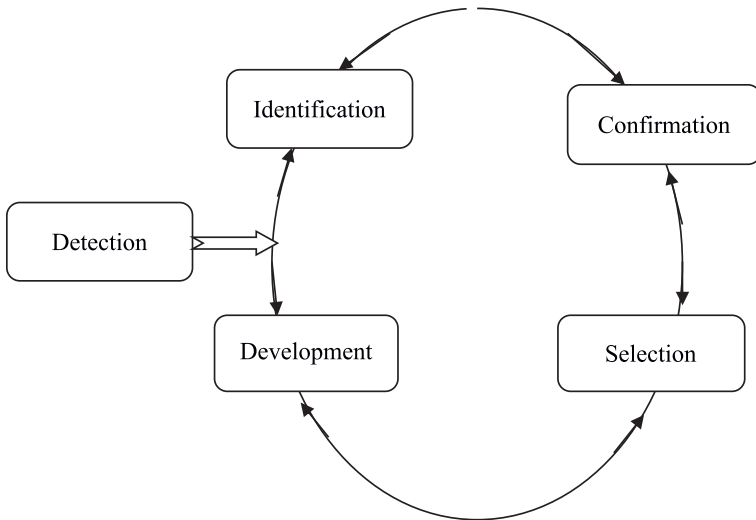 Identification
Confirmation
Detection
Development
Selection